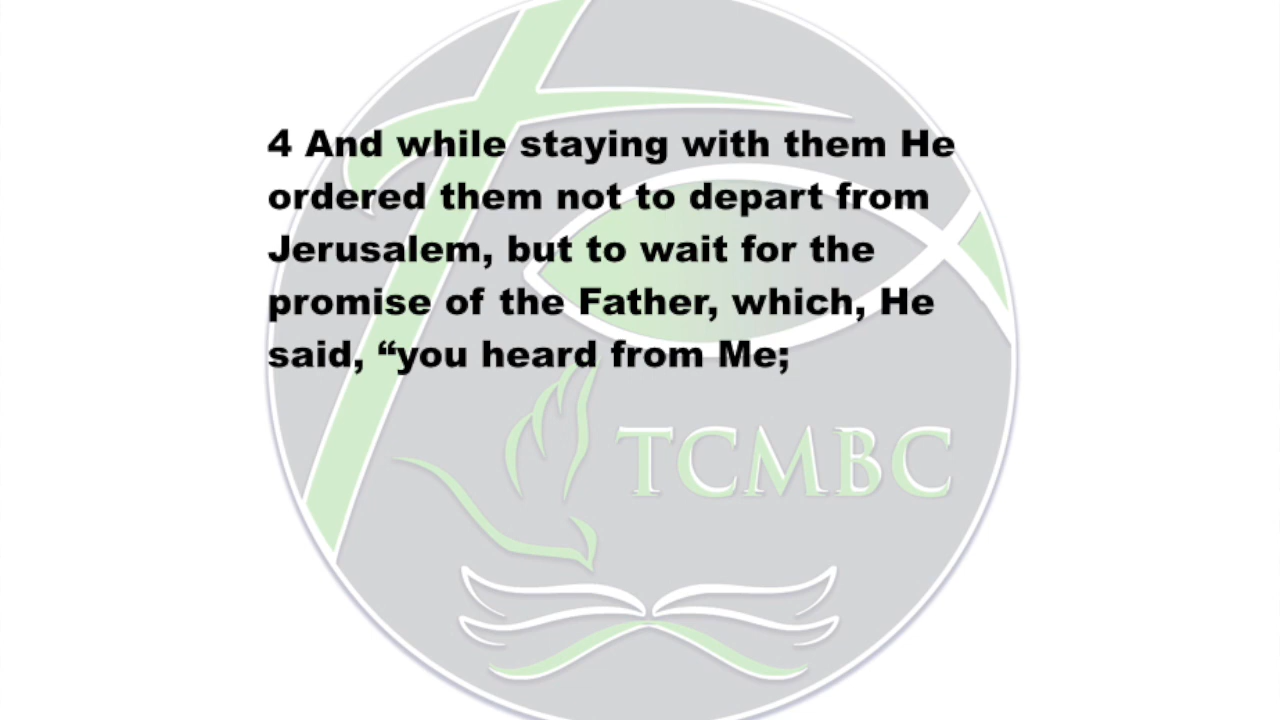 4 And while staying with them He
ordered them not to depart from
Jerusalem, but to wait for the
promise of the Father, which, He
said, “you heard from Me;
TCMBC